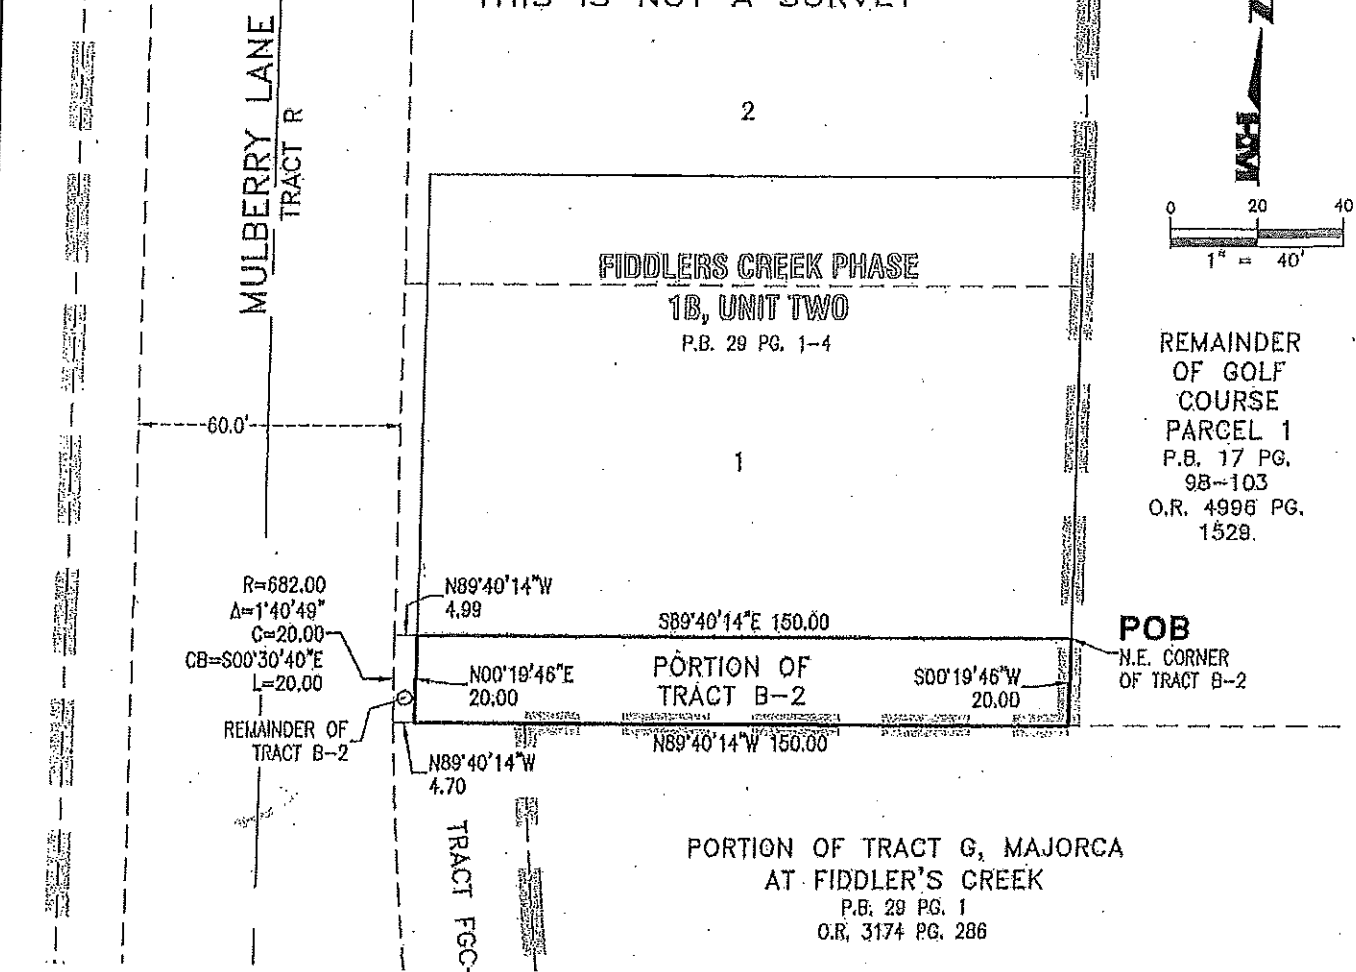 THIS IS NOT A SURVEY
MULBERRY LANE
TRACT R
2
0 20 40
1" = 40'
FIDDLERS CREEK PHASE
1B, UNIT TWO
P.B. 29 PG. 1-4
60.0'
1
REMAINDER
OF GOLF
COURSE
PARCEL 1
P.B. 17 PG.
98-103
O.R. 4996 PG.
1529.
R=682.00
Δ=1°40'49"
C=20.00
CB=S00°30'40"E
L=20.00
REMAINDER OF
TRACT B-2
N89°40'14"W
4.99
S89°40'14"E 150.00
N00°19'46"E
20.00
PORTION OF
TRACT B-2
S00°19'46"W
20.00
POB
N.E. CORNER
OF TRACT B-2
N89°40'14"W 150.00
N89°40'14"W
4.70
TRACT FGC-
PORTION OF TRACT G, MAJORCA
AT FIDDLER'S CREEK
P.B. 29 PG. 1
O.R. 3174 PG. 286